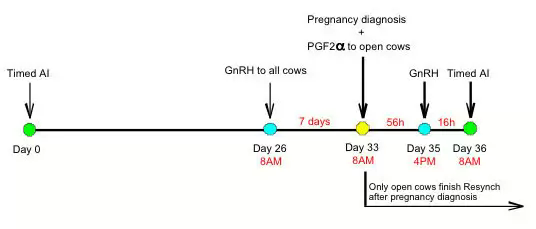 Pregnancy diagnosis
+
PGF2α to open cows
Timed AI
GnRH to all cows
GnRH
Timed AI
7 days
56h
16h
Day 0
Day 26
8AM
Day 33
8AM
Day 35
4PM
Day 36
8AM
Only open cows finish Resynch
after pregnancy diagnosis